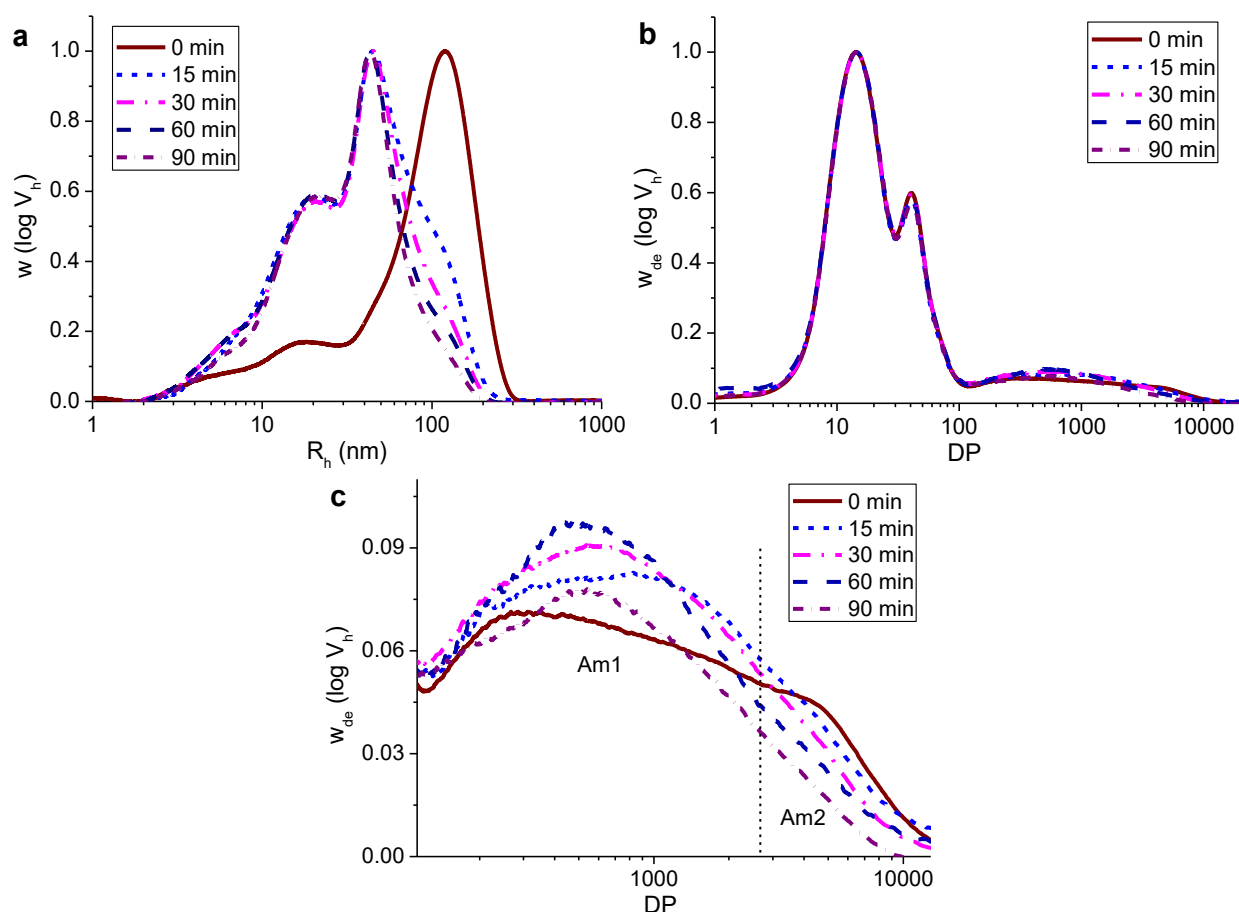 a
0 min
15 min
30 min
60 min
90 min
w (log V_h)
1.0
0.8
0.6
0.4
0.2
0.0
1
10
100
1000
R_h (nm)
b
0 min
15 min
30 min
60 min
90 min
w_de (log V_h)
1.0
0.8
0.6
0.4
0.2
0.0
1
10
100
1000
10000
DP
c
0 min
15 min
30 min
60 min
90 min
w_de (log V_h)
0.09
0.06
0.03
0.00
Am1
Am2
1000
10000
DP